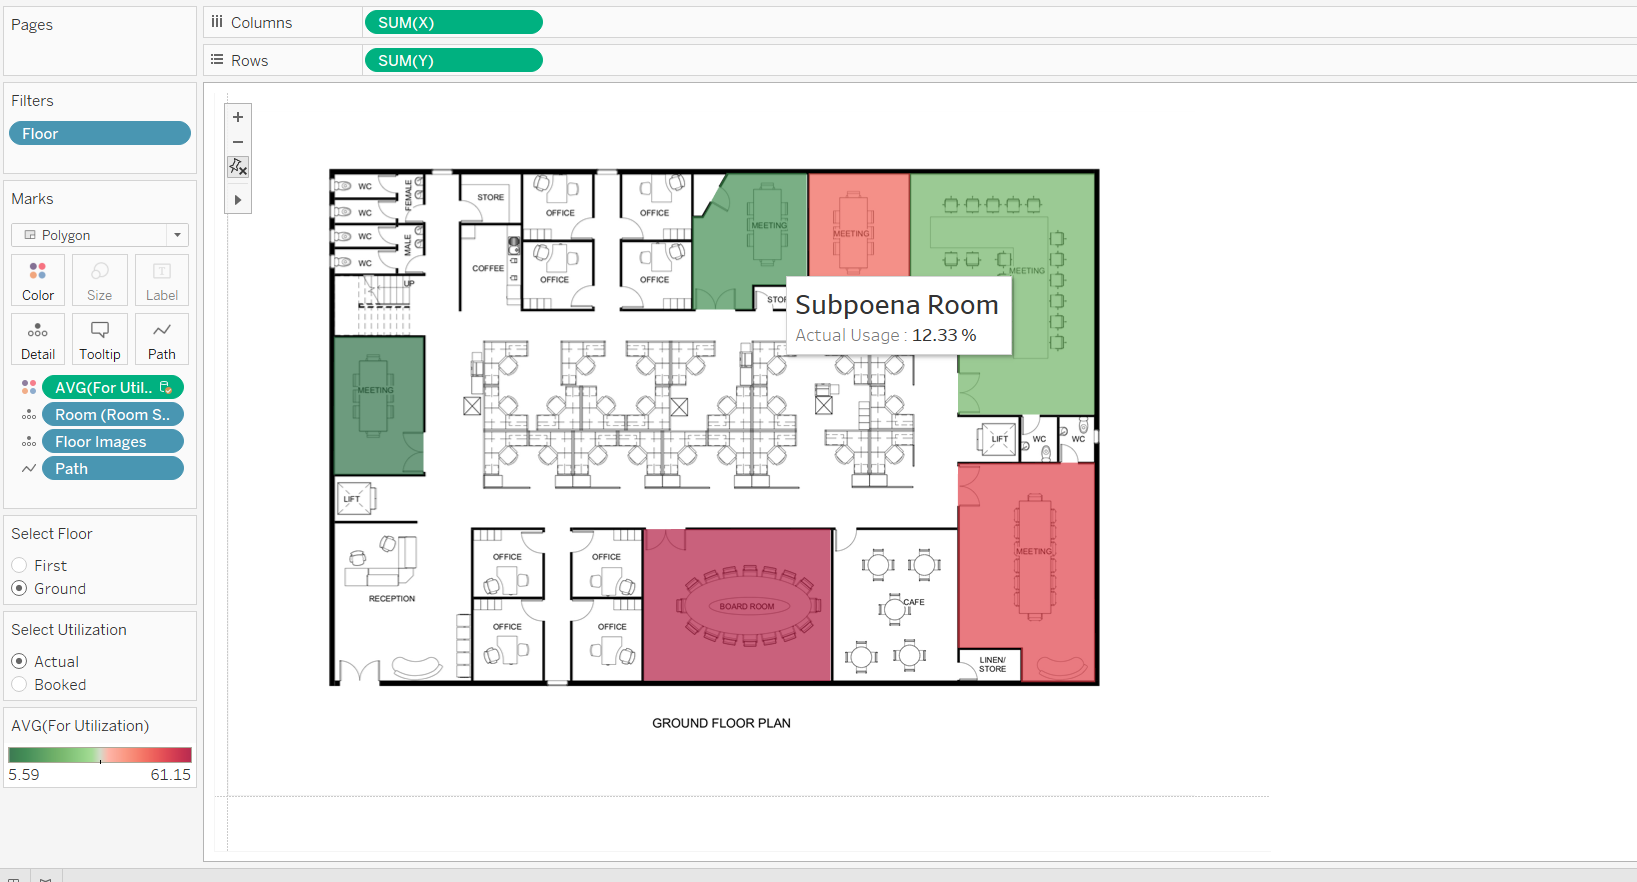 Pages
Columns
SUM(X)
Rows
SUM(Y)
Filters
Floor
Marks
Polygon
Color
Size
Label
Detail
Tooltip
Path
AVG(For Util..
Room (Room S..
Floor Images
Path
Select Floor
First
Ground
Select Utilization
Actual
Booked
AVG(For Utilization)
5.59
61.15
WC
WC
WC
WC
FEMALE
MALE
UP
STORE
COFFEE
OFFICE
OFFICE
OFFICE
OFFICE
MEETING
MEETING
MEETING
STOR
Subpoena Room
Actual Usage : 12.33 %
MEETING
LIFT
WC
WC
LIFT
RECEPTION
OFFICE
OFFICE
OFFICE
OFFICE
BOARD ROOM
CAFE
MEETING
LINEN/
STORE
GROUND FLOOR PLAN